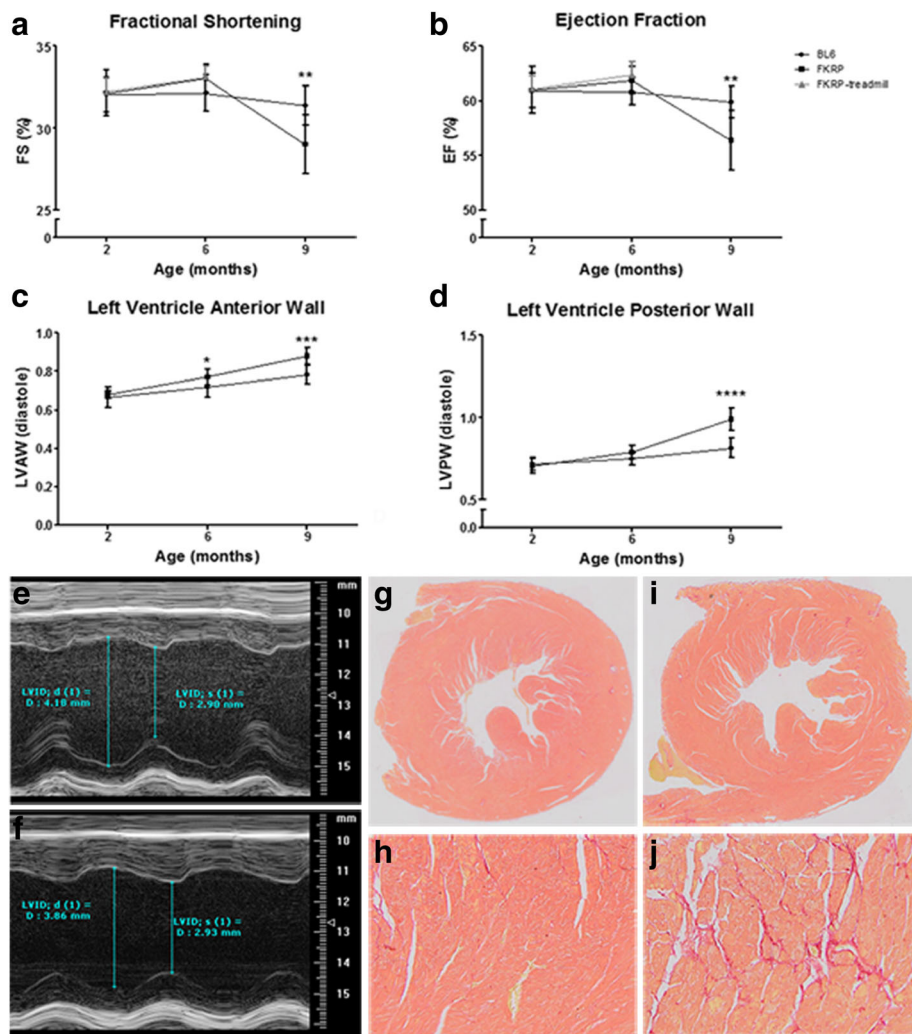 a
Fractional Shortening
35
30
25
0
FS (%)
**
2
6
9
Age (months)
b
Ejection Fraction
65
60
55
50
0
EF (%)
**
2
6
9
Age (months)
BL6
FKRP
FKRP-treadmill
c
Left Ventricle Anterior Wall
0.8
0.6
0.4
0.2
0.0
LVAW (diastole)
*
***
2
6
9
Age (months)
d
Left Ventricle Posterior Wall
1.5
1.0
0.5
0.0
LVPW (diastole)
****
2
6
9
Age (months)
e
LVID; d (1) =
D : 4.18 mm
LVID; s (1) =
D : 2.90 mm
mm
10
11
12
13
14
15
f
LVID; d (1) =
D : 3.86 mm
LVID; s (1) =
D : 2.93 mm
mm
10
11
12
13
14
15
g
h
i
j